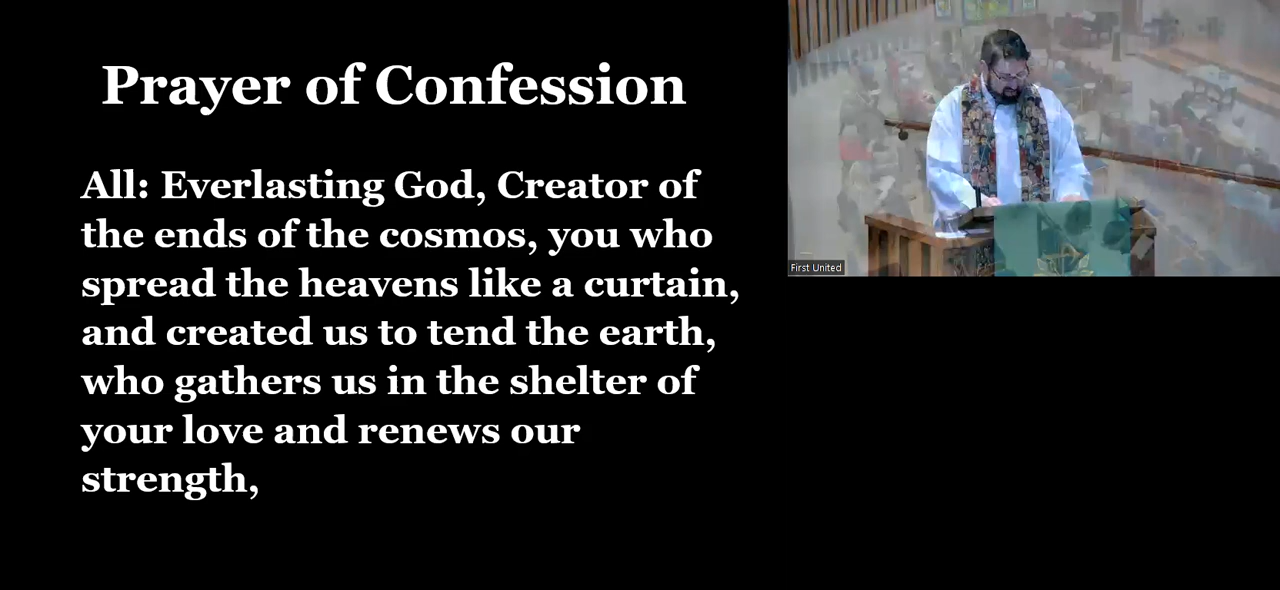 Prayer of Confession
All: Everlasting God, Creator of
the ends of the cosmos, you who
spread the heavens like a curtain,
and created us to tend the earth,
who gathers us in the shelter of
your love and renews our
strength,
First United